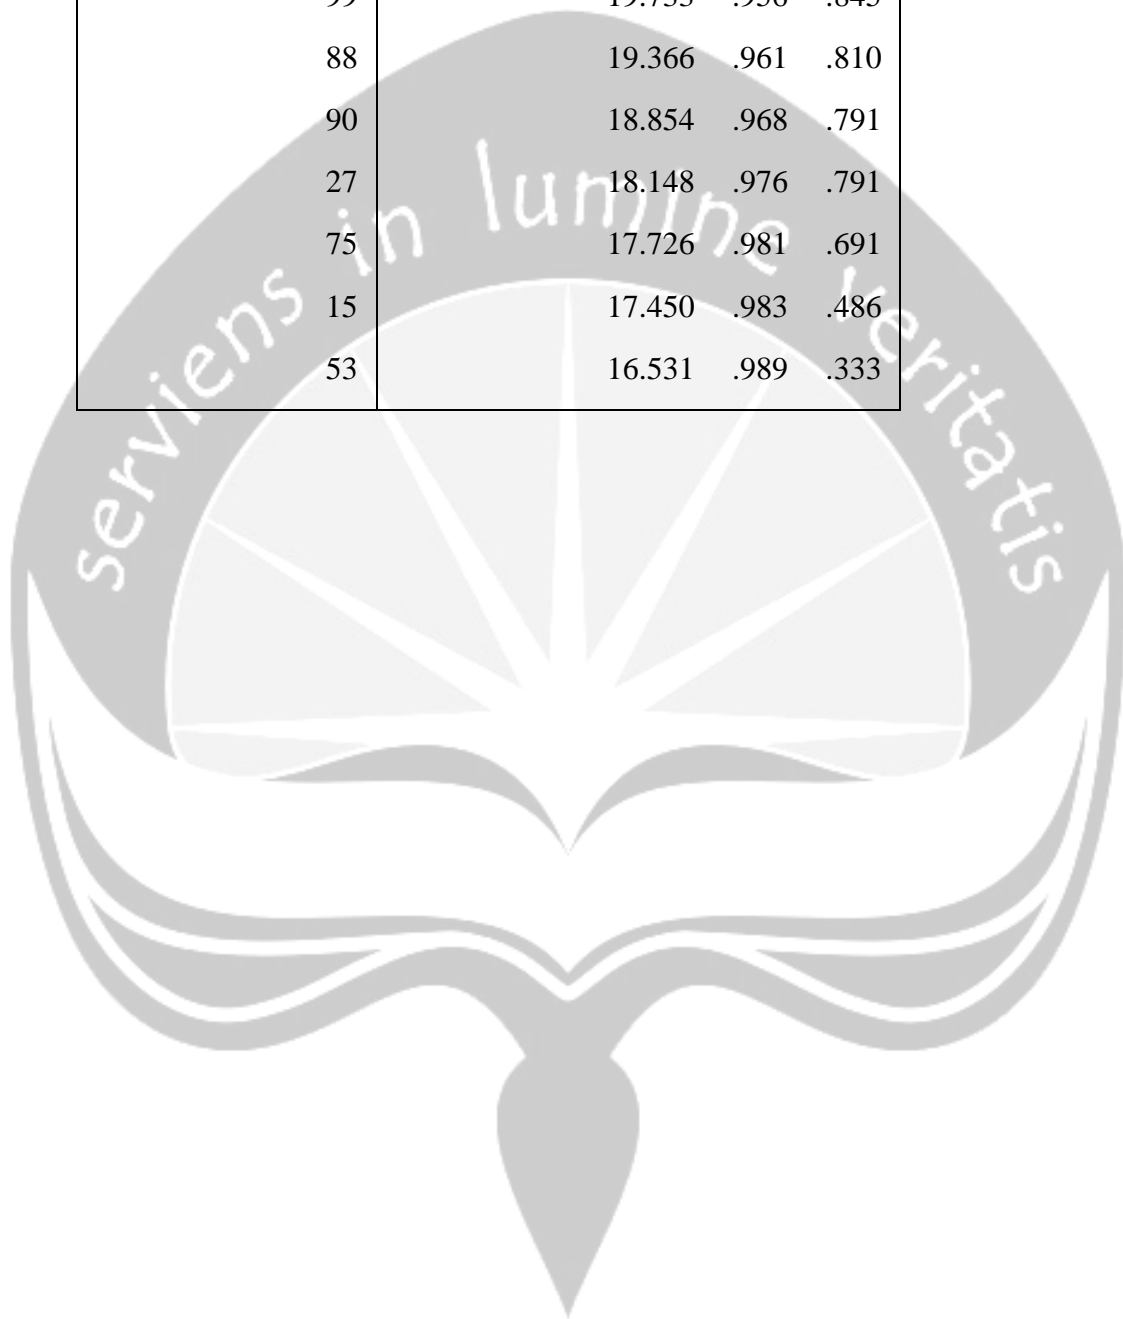 88 19.366 .961 .810
90 18.854 .968 .791
27 18.148 .976 .791
75 17.726 .981 .691
15 17.450 .983 .486
53 16.531 .989 .333
serviens in lumine veritatis